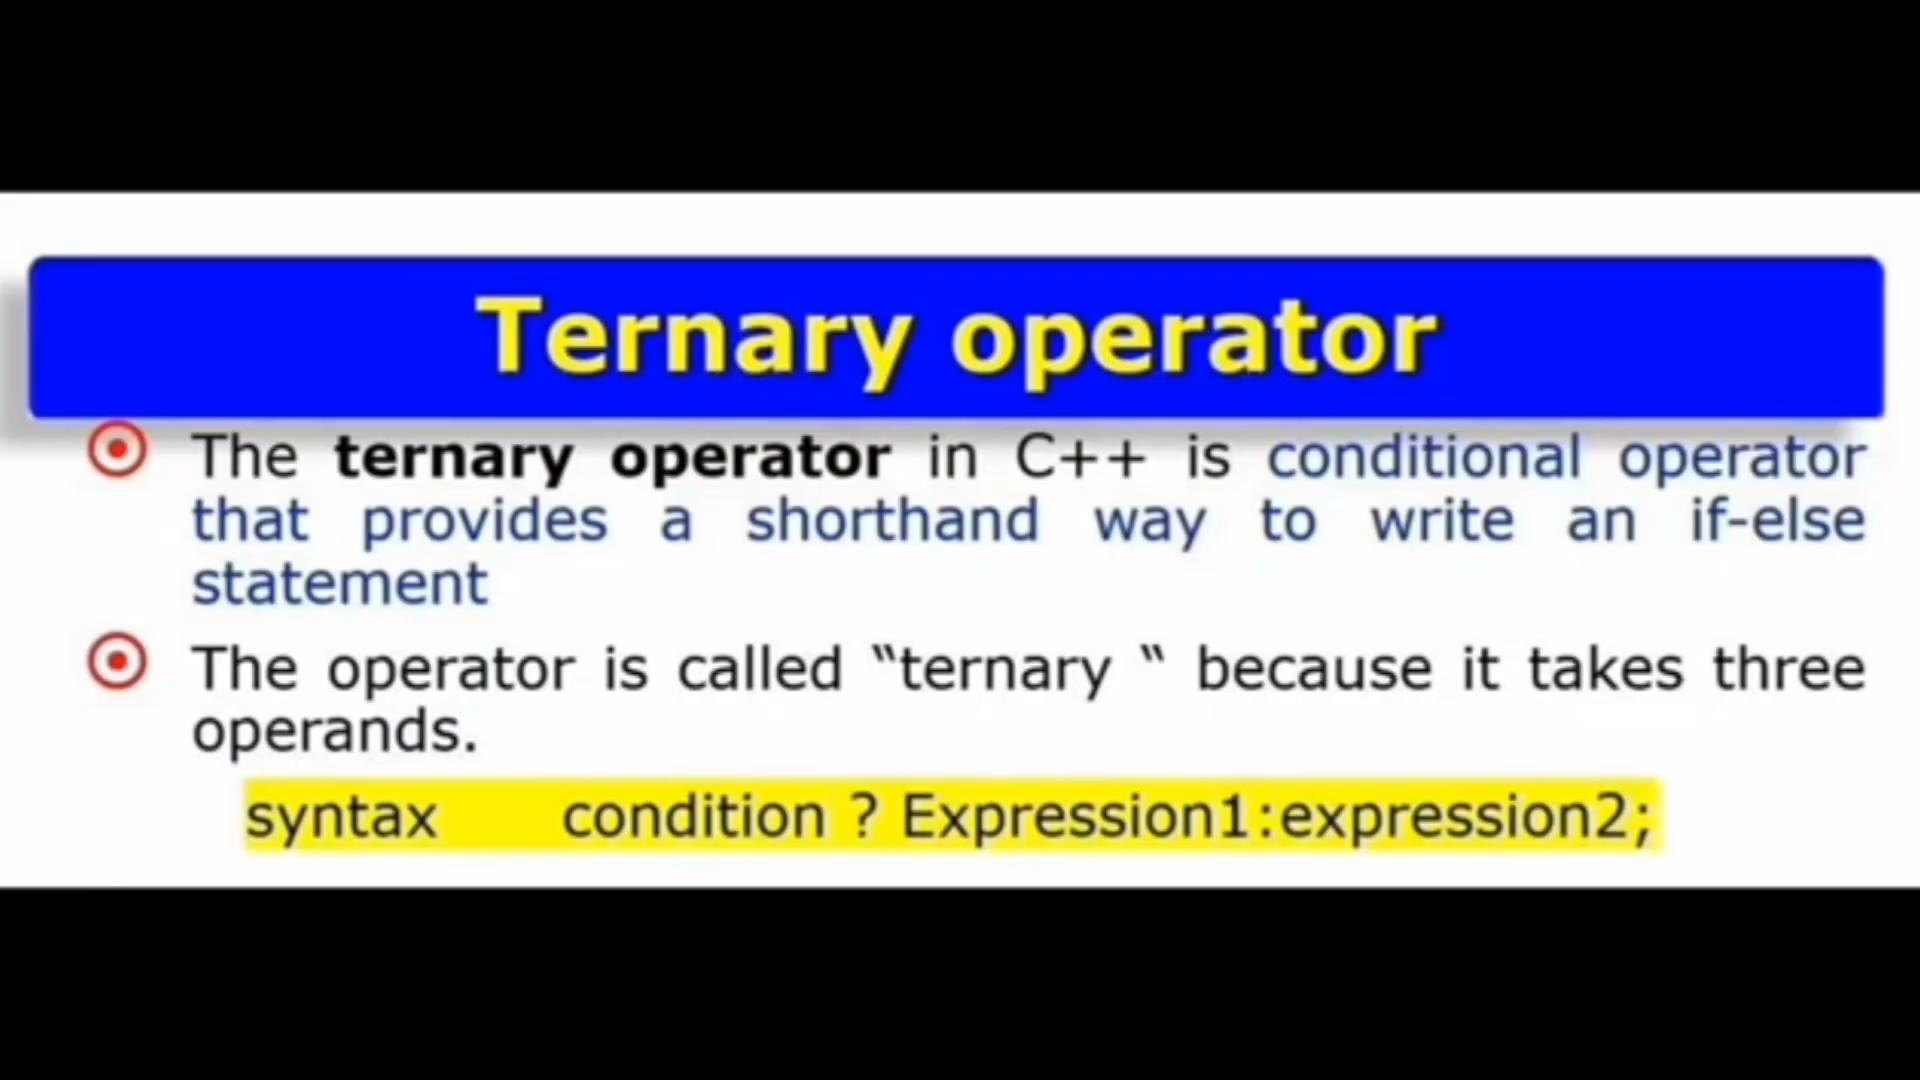 Ternary operator
The ternary operator in C++ is conditional operator
that provides a shorthand way to write an if-else
statement
The operator is called “ternary “ because it takes three
operands.
syntax condition ? Expression1:expression2;